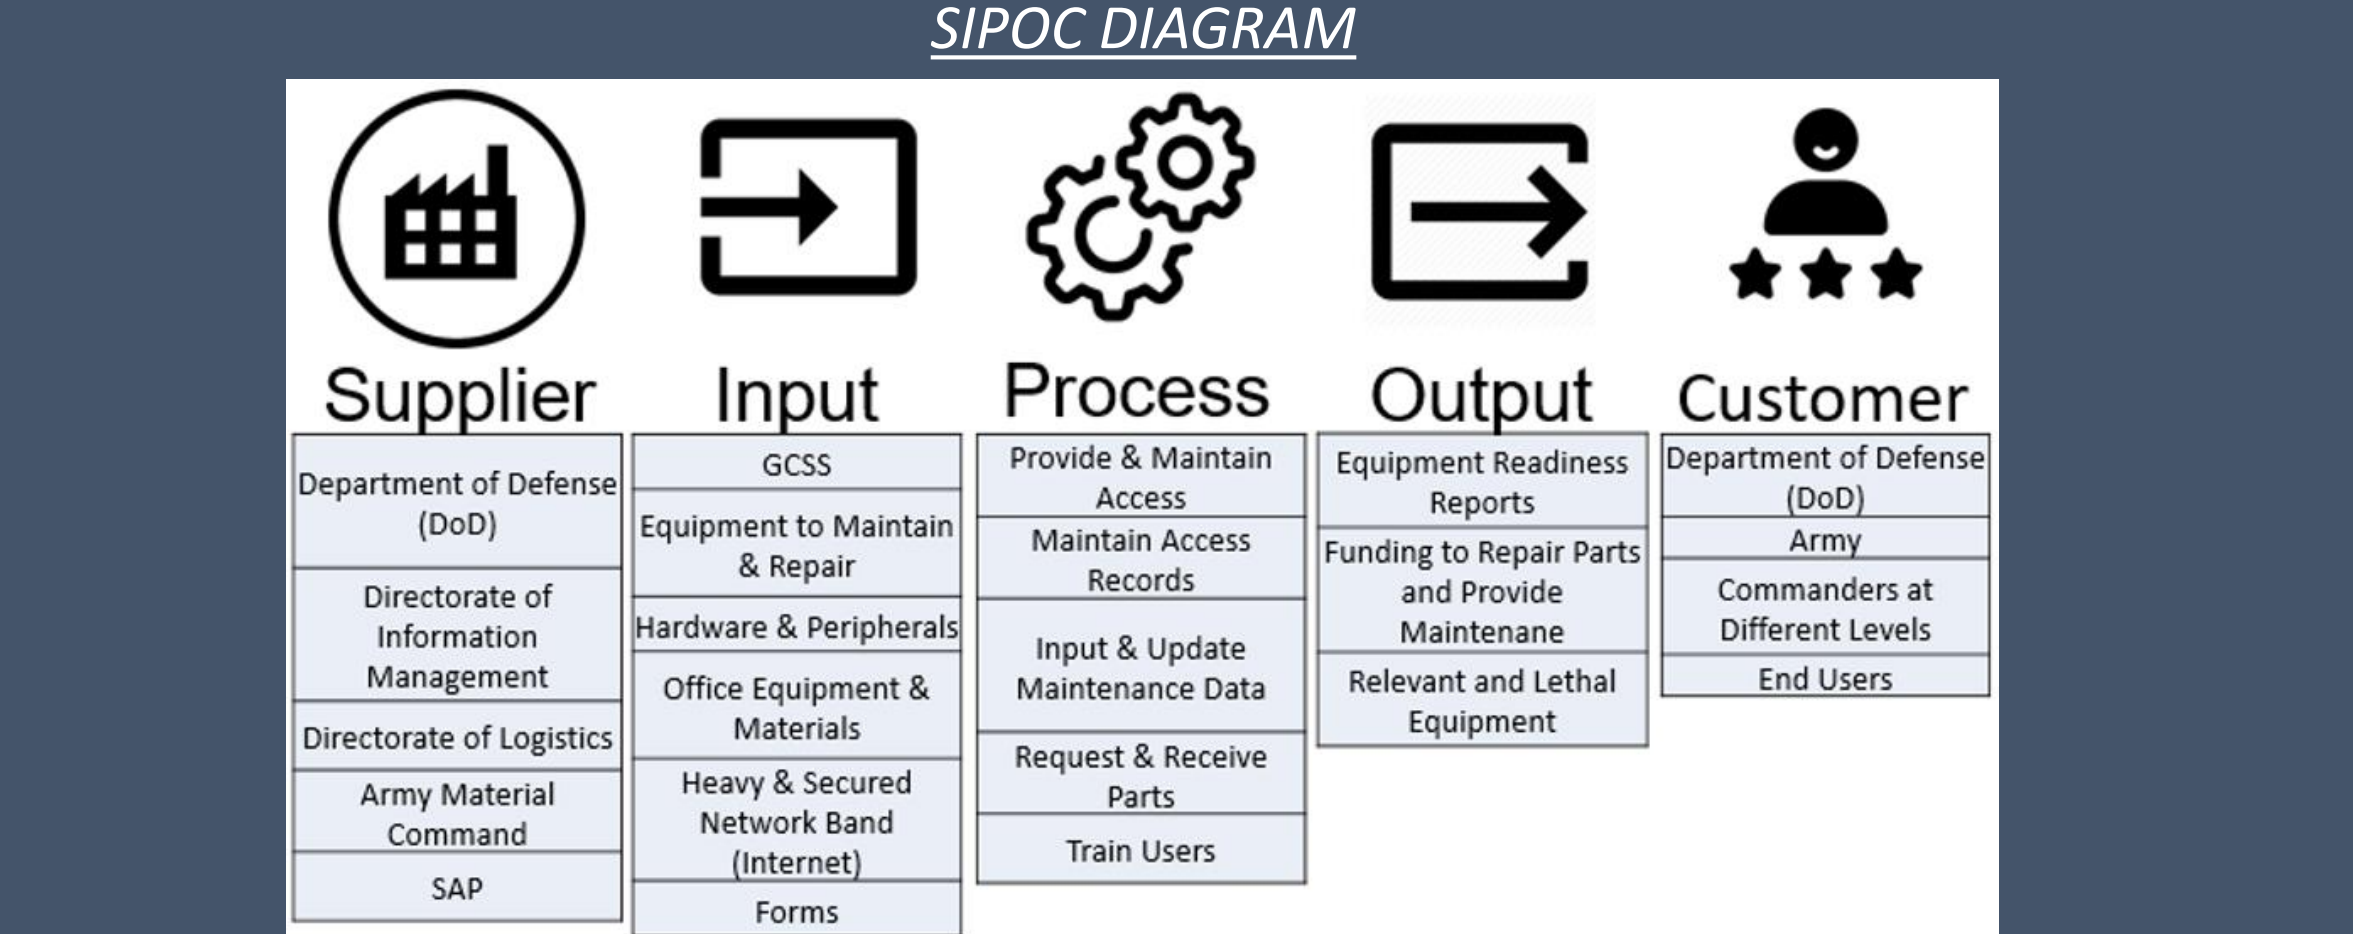 SIPOC DIAGRAM
Supplier
Department of Defense
(DoD)
Directorate of
Information
Management
Directorate of Logistics
Army Material
Command
SAP
Input
GCSS
Equipment to Maintain
& Repair
Hardware & Peripherals
Office Equipment &
Materials
Heavy & Secured
Network Band
(Internet)
Forms
Process
Provide & Maintain
Access
Maintain Access
Records
Input & Update
Maintenance Data
Request & Receive
Parts
Train Users
Output
Equipment Readiness
Reports
Funding to Repair Parts
and Provide
Maintenane
Relevant and Lethal
Equipment
Customer
Department of Defense
(DoD)
Army
Commanders at
Different Levels
End Users